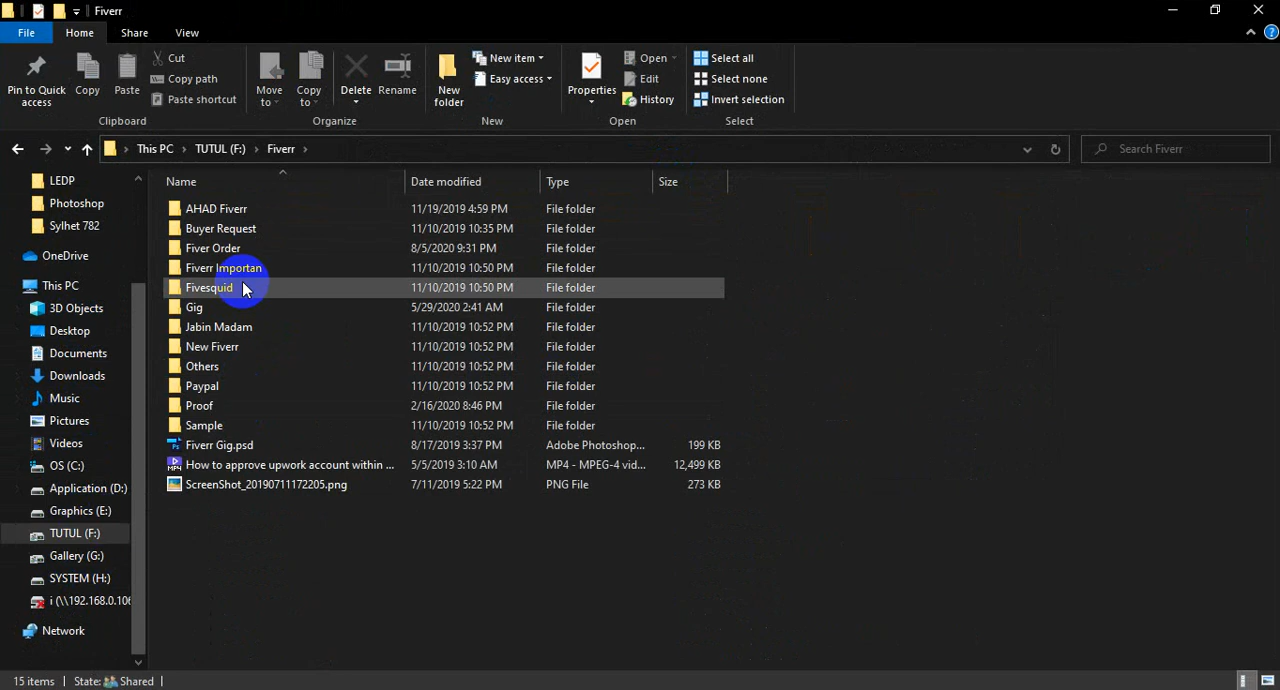 Fiverr
File Home Share View
Pin to Quick access
Copy
Paste
Cut
Copy path
Paste shortcut
Clipboard
Move to
Copy to
Delete
Rename
Organize
New folder
New item
Easy access
New
Properties
Open
Edit
History
Open
Select all
Select none
Invert selection
Select
This PC > TUTUL (F:) > Fiverr >
Search Fiverr
LEDP
Photoshop
Sylhet 782
OneDrive
This PC
3D Objects
Desktop
Documents
Downloads
Music
Pictures
Videos
OS (C:)
Application (D:)
Graphics (E:)
TUTUL (F:)
Gallery (G:)
SYSTEM (H:)
i (\\192.168.0.106
Network
Name Date modified Type Size
AHAD Fiverr 11/19/2019 4:59 PM File folder
Buyer Request 11/10/2019 10:35 PM File folder
Fiver Order 8/5/2020 9:31 PM File folder
Fiverr Importan 11/10/2019 10:50 PM File folder
Fivesquid 11/10/2019 10:50 PM File folder
Gig 5/29/2020 2:41 AM File folder
Jabin Madam 11/10/2019 10:52 PM File folder
New Fiverr 11/10/2019 10:52 PM File folder
Others 11/10/2019 10:52 PM File folder
Paypal 11/10/2019 10:52 PM File folder
Proof 2/16/2020 8:46 PM File folder
Sample 11/10/2019 10:52 PM File folder
Fiverr Gig.psd 8/17/2019 3:37 PM Adobe Photoshop... 199 KB
How to approve upwork account within ... 5/5/2019 3:10 AM MP4 - MPEG-4 vid... 12,499 KB
ScreenShot_20190711172205.png 7/11/2019 5:22 PM PNG File 273 KB
15 items State: Shared